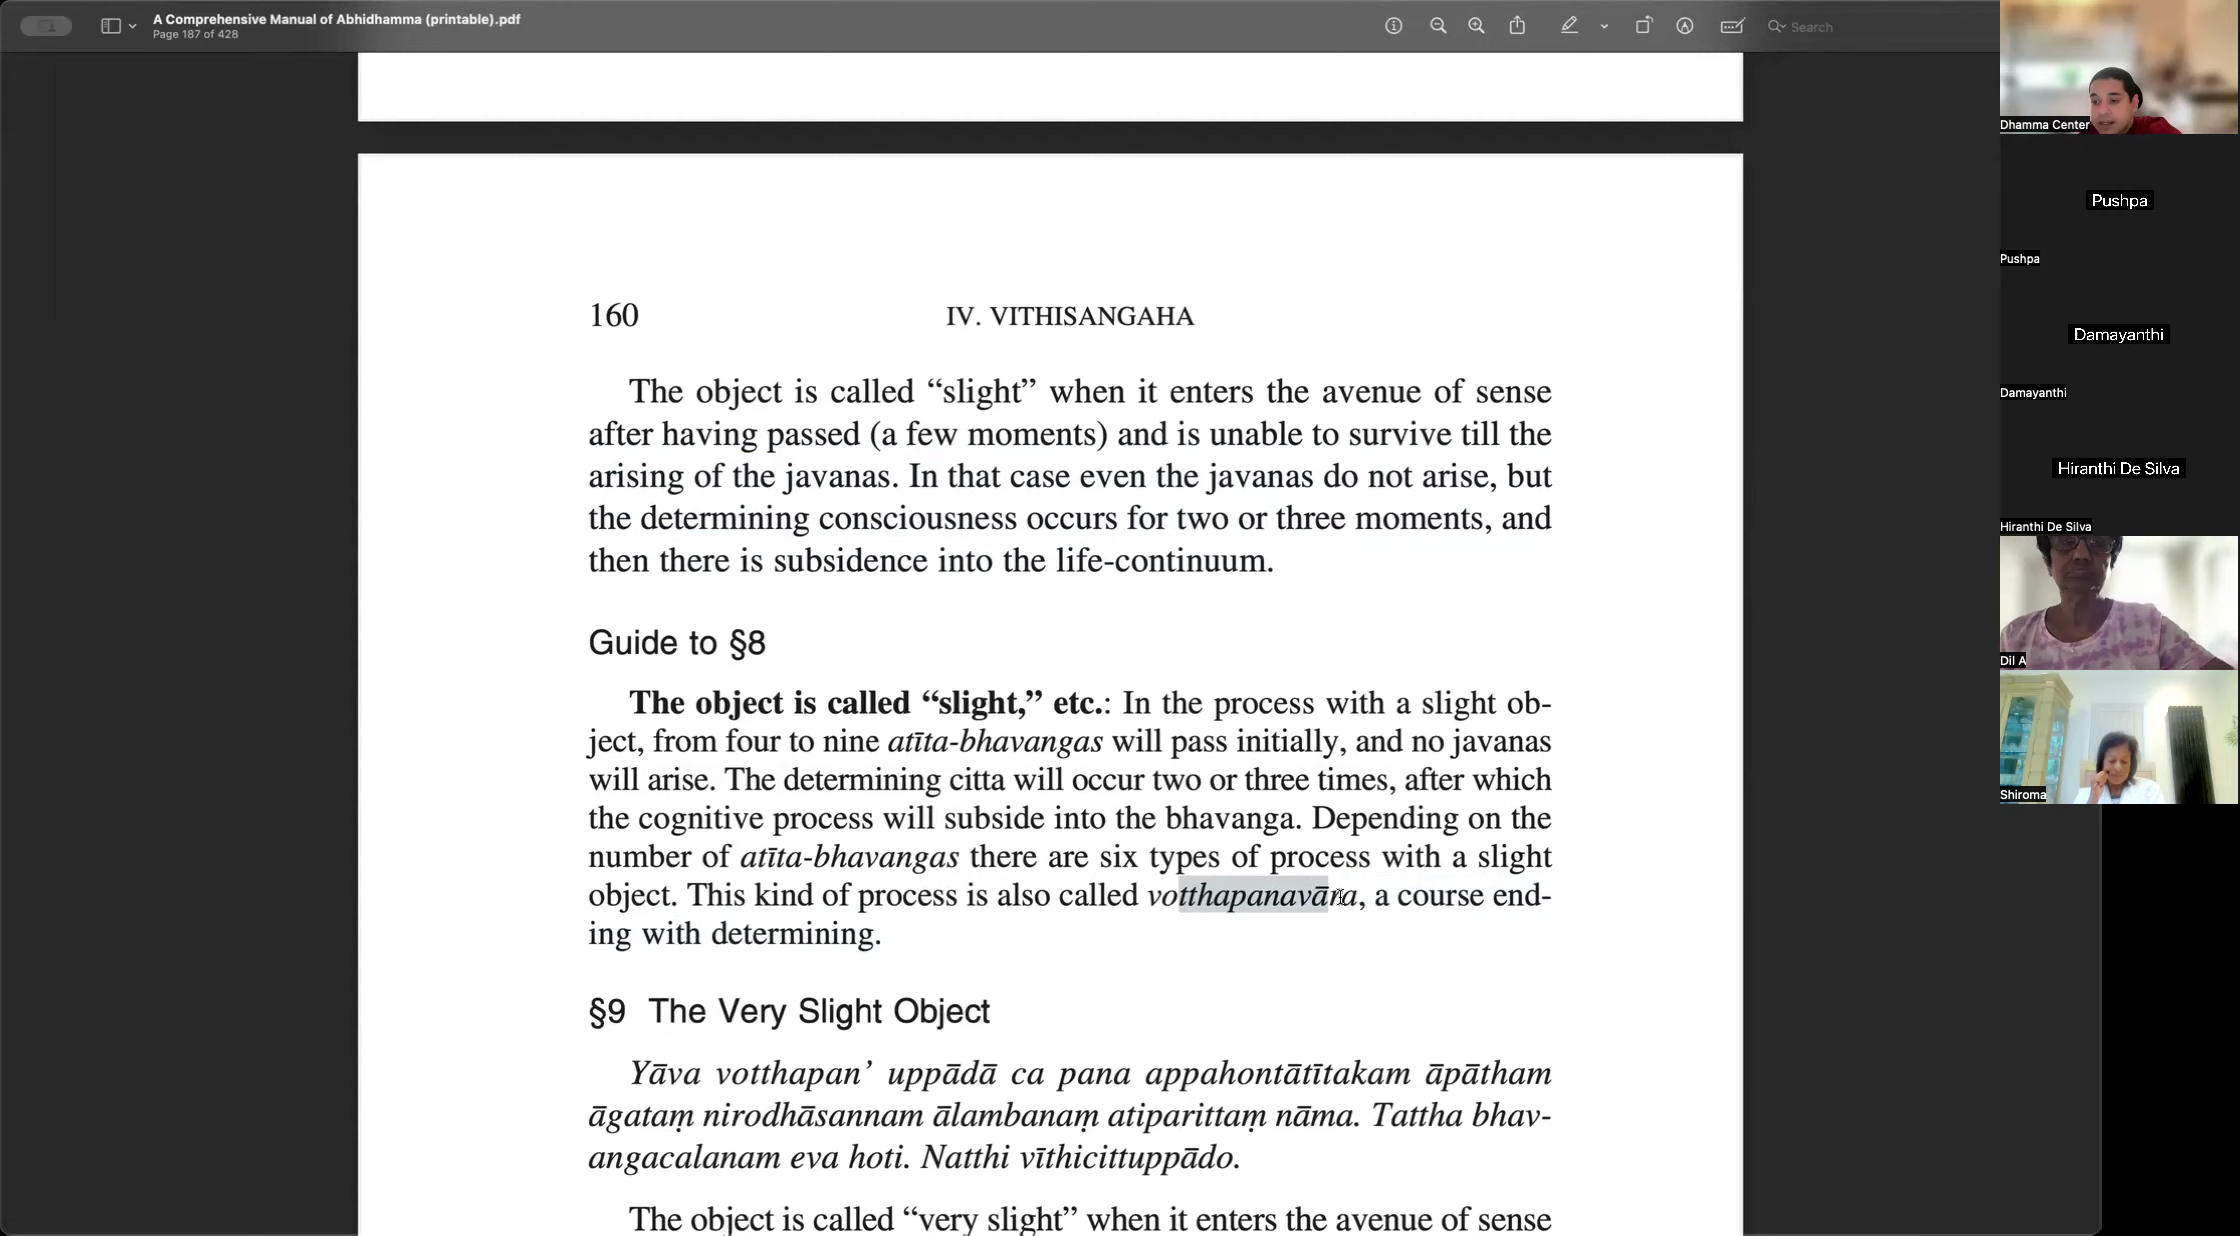 A Comprehensive Manual of Abhidhamma (printable).pdf
Page 187 of 428
Search
160
IV. VITHISANGAHA
The object is called “slight” when it enters the avenue of sense
after having passed (a few moments) and is unable to survive till the
arising of the javanas. In that case even the javanas do not arise, but
the determining consciousness occurs for two or three moments, and
then there is subsidence into the life-continuum.
Guide to §8
The object is called “slight,” etc.: In the process with a slight ob-
ject, from four to nine atīta-bhavangas will pass initially, and no javanas
will arise. The determining citta will occur two or three times, after which
the cognitive process will subside into the bhavanga. Depending on the
number of atīta-bhavangas there are six types of process with a slight
object. This kind of process is also called votthapanavāra, a course end-
ing with determining.
§9 The Very Slight Object
Yāva votthapan’ uppādā ca pana appahontātītakam āpātham
āgataṃ nirodhāsannam ālambanaṃ atiparittaṃ nāma. Tattha bhav-
angacalanam eva hoti. Natthi vīthicittuppādo.
The object is called “very slight” when it enters the avenue of sense
Dhamma Center
Pushpa
Pushpa
Damayanthi
Damayanthi
Hiranthi De Silva
Hiranthi De Silva
Dil A
Shiroma